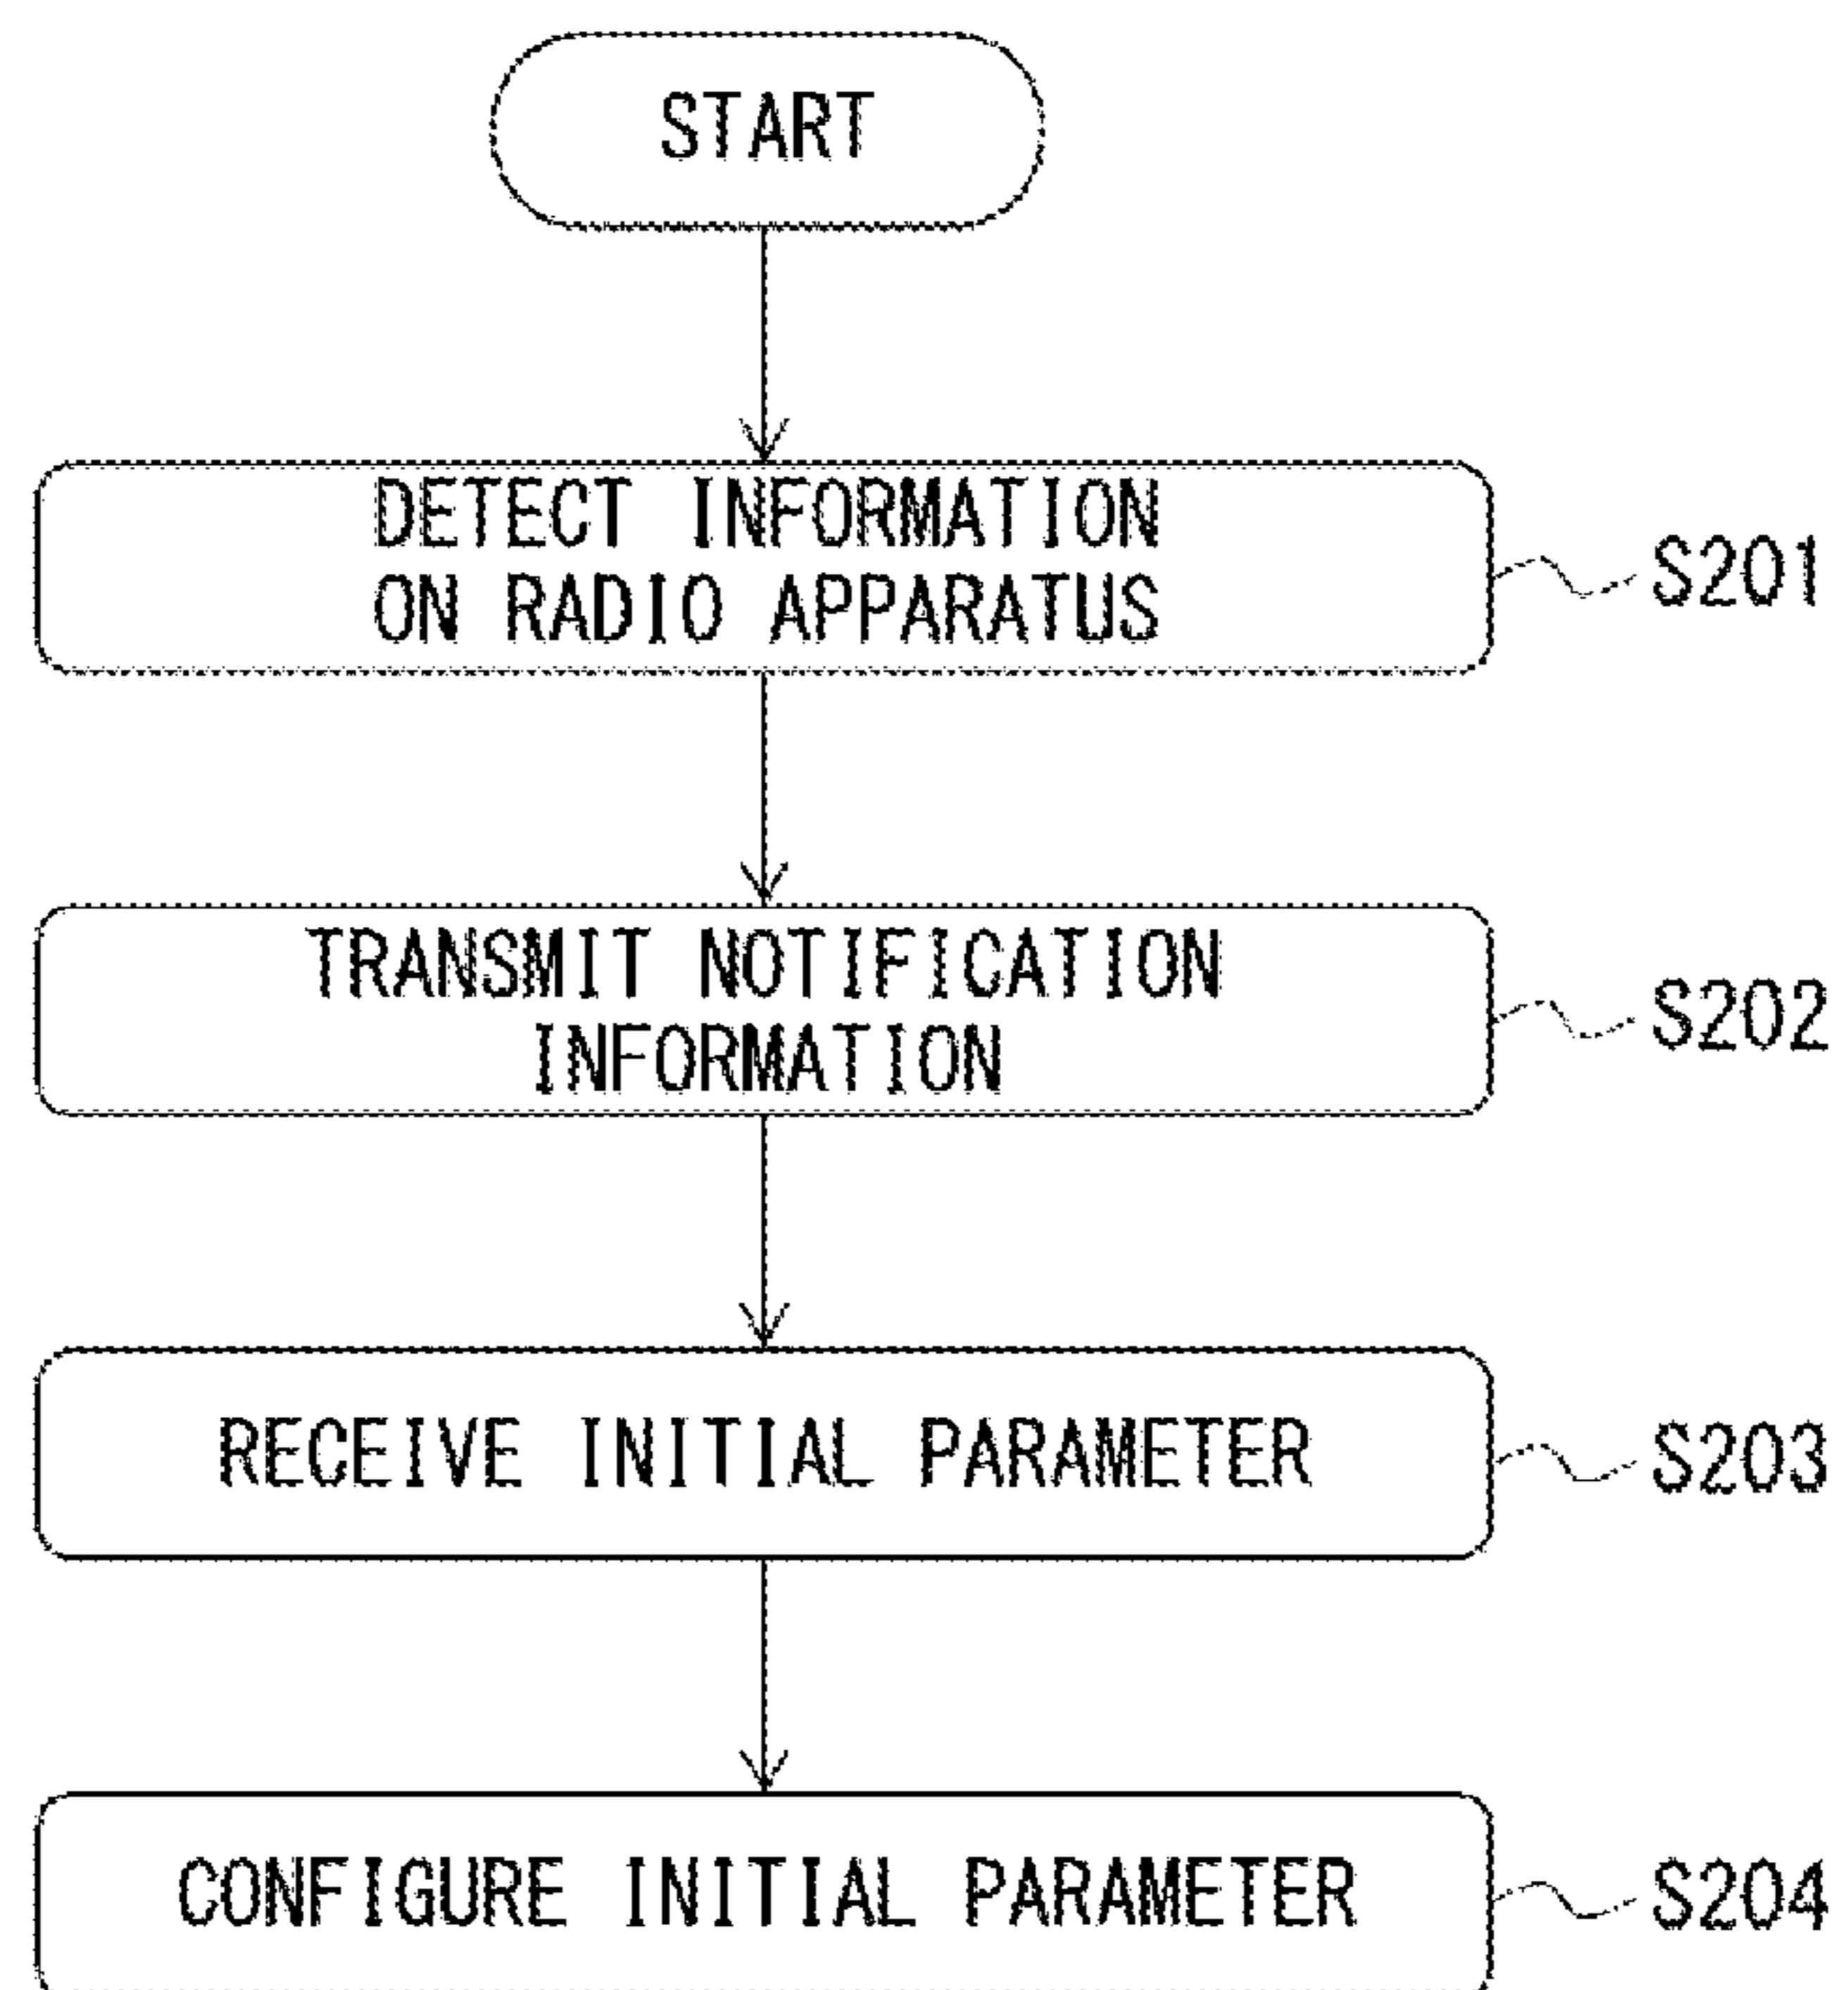 START
DETECT INFORMATION
ON RADIO APPARATUS
S201
TRANSMIT NOTIFICATION
INFORMATION
S202
RECEIVE INITIAL PARAMETER
S203
CONFIGURE INITIAL PARAMETER
S204